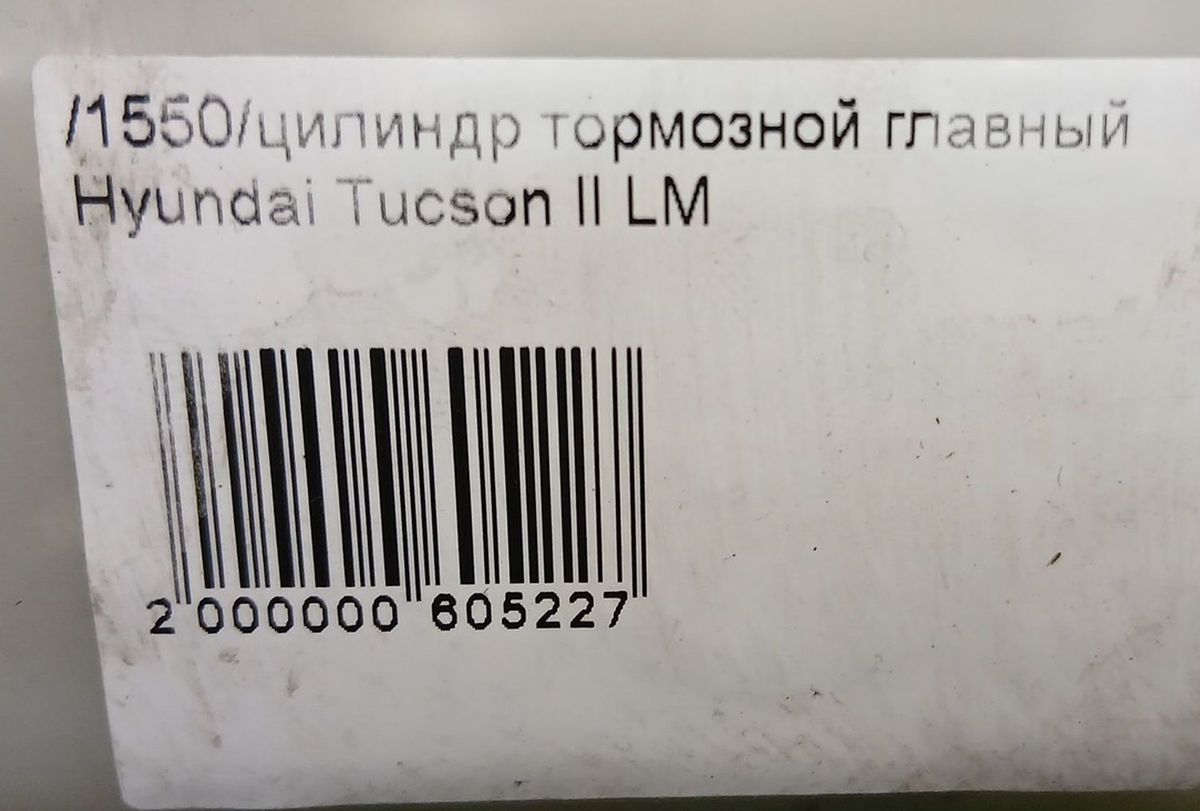 /1550/цилиндр тормозной главный
Hyundai Tucson II LM
2 000000 605227